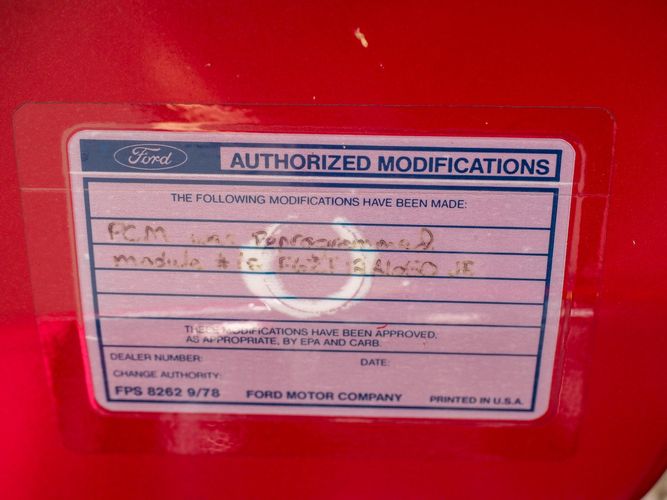 Ford AUTHORIZED MODIFICATIONS
THE FOLLOWING MODIFICATIONS HAVE BEEN MADE:
PCM was reprogrammed
module # is
THESE MODIFICATIONS HAVE BEEN APPROVED,
AS APPROPRIATE, BY EPA AND CARB.
DEALER NUMBER: DATE:
CHANGE AUTHORITY:
FPS 8262 9/78 FORD MOTOR COMPANY PRINTED IN U.S.A.